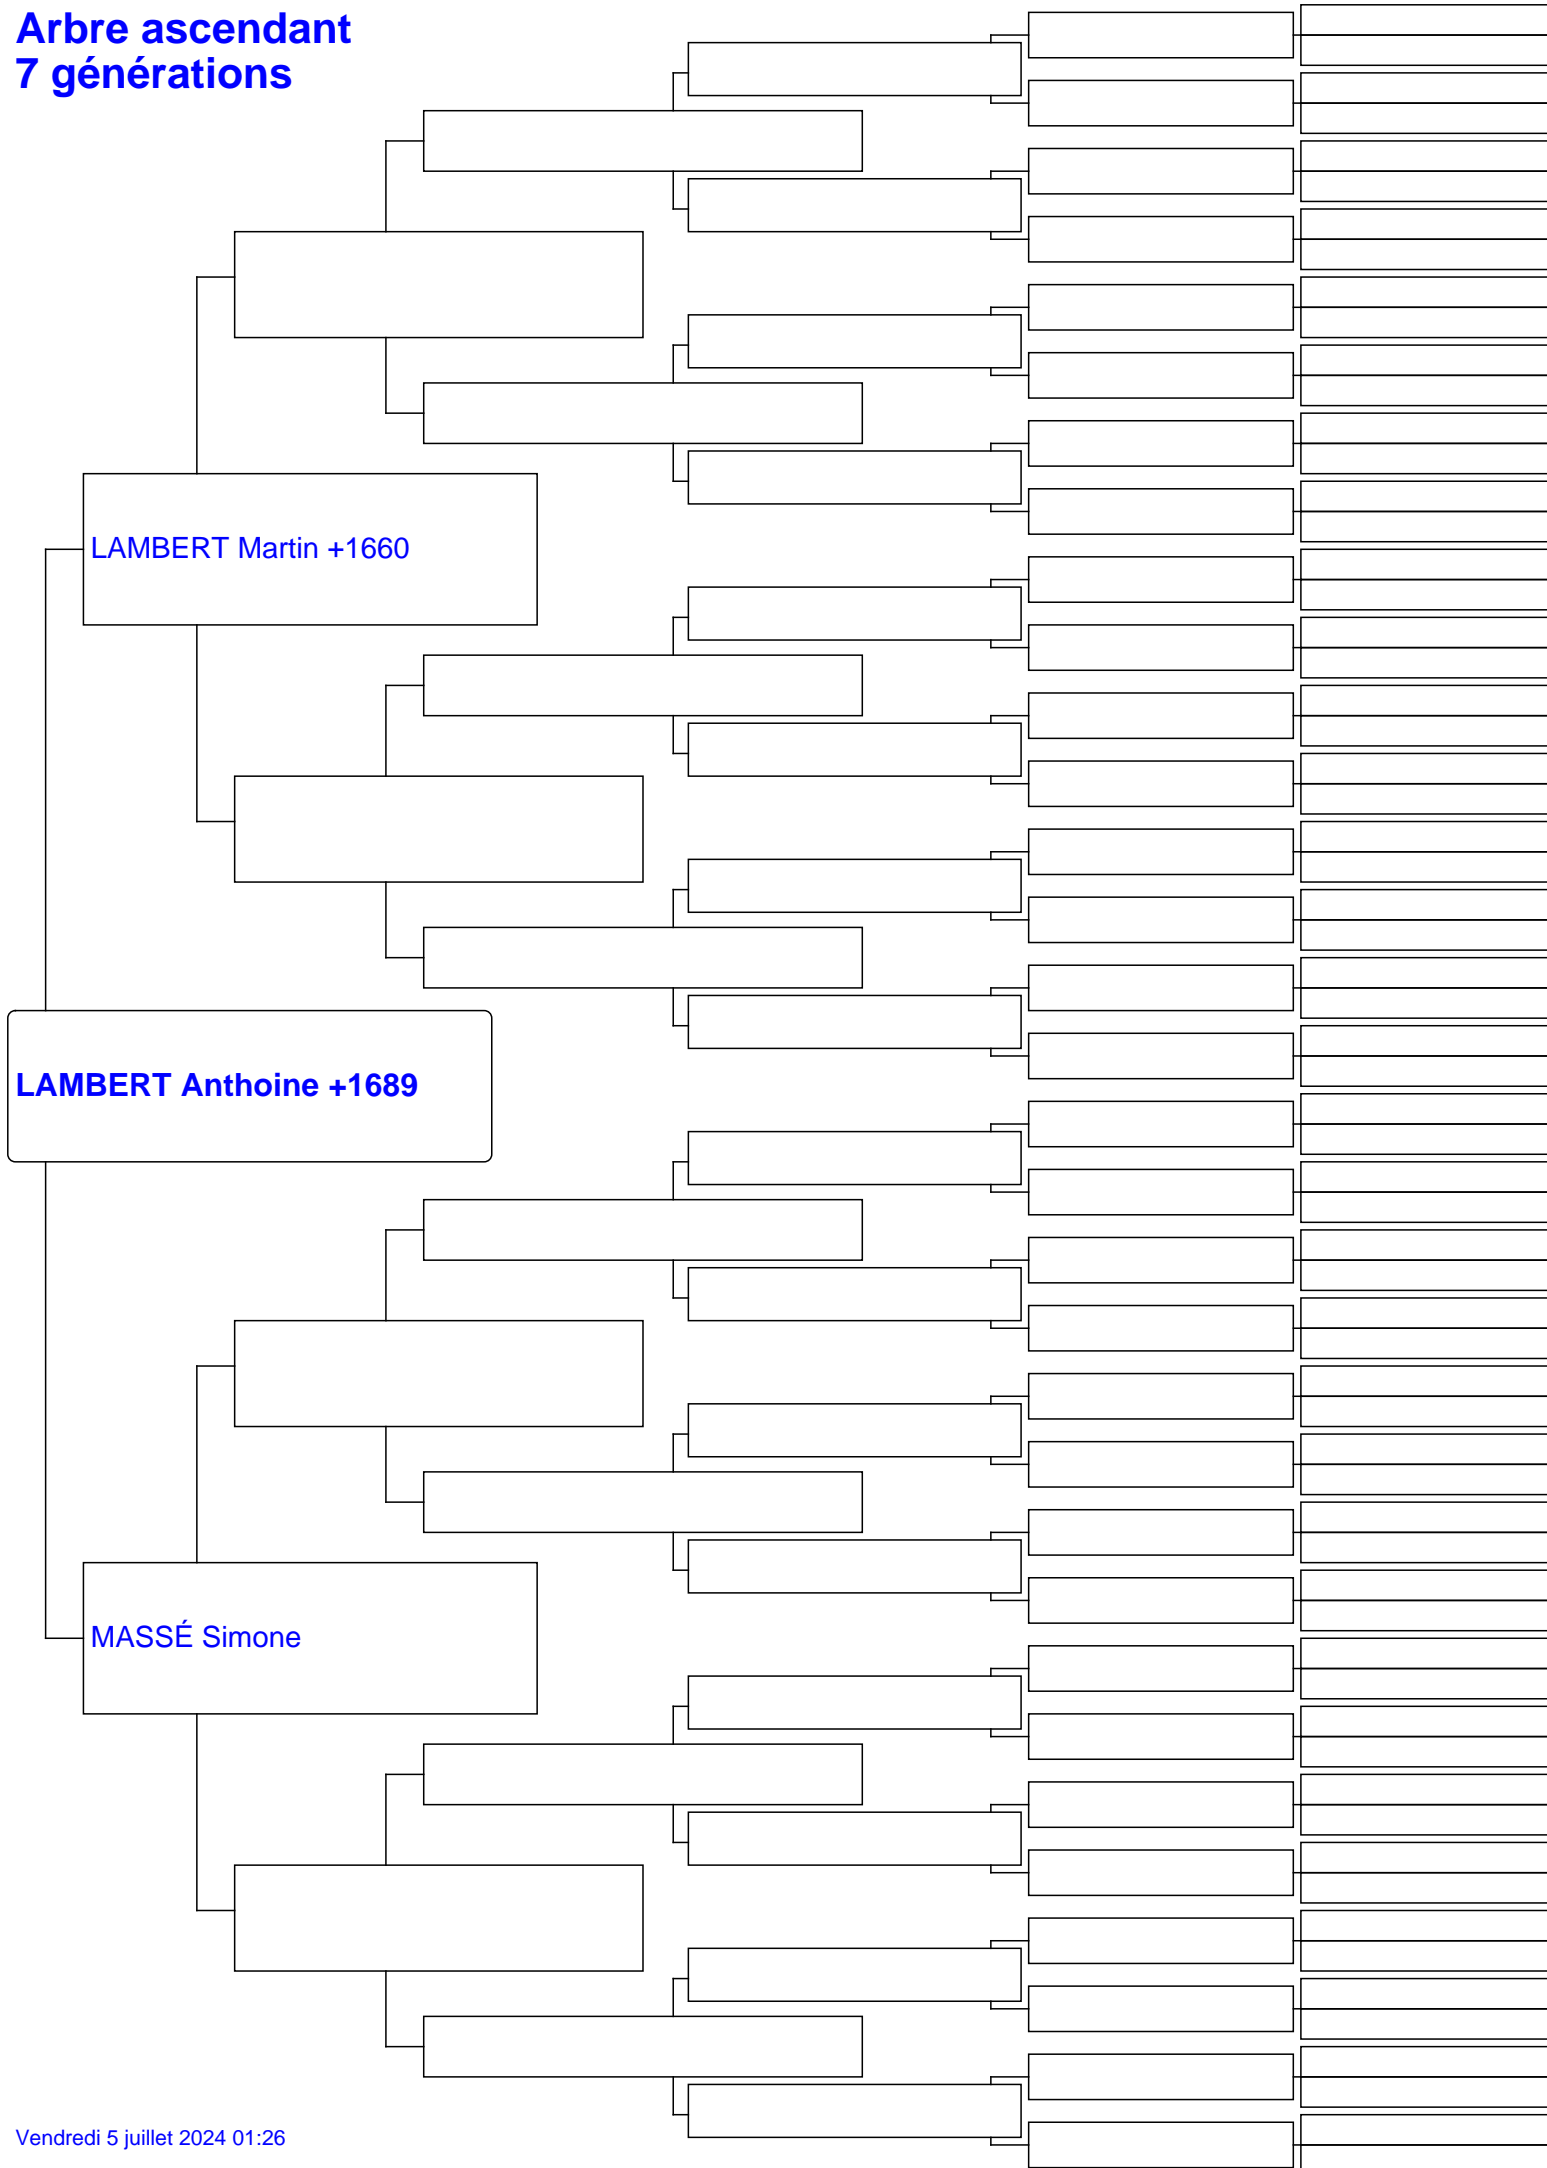 Arbre ascendant
7 générations
LAMBERT Martin +1660
LAMBERT Anthoine +1689
MASSÉ Simone
Vendredi 5 juillet 2024 01:26